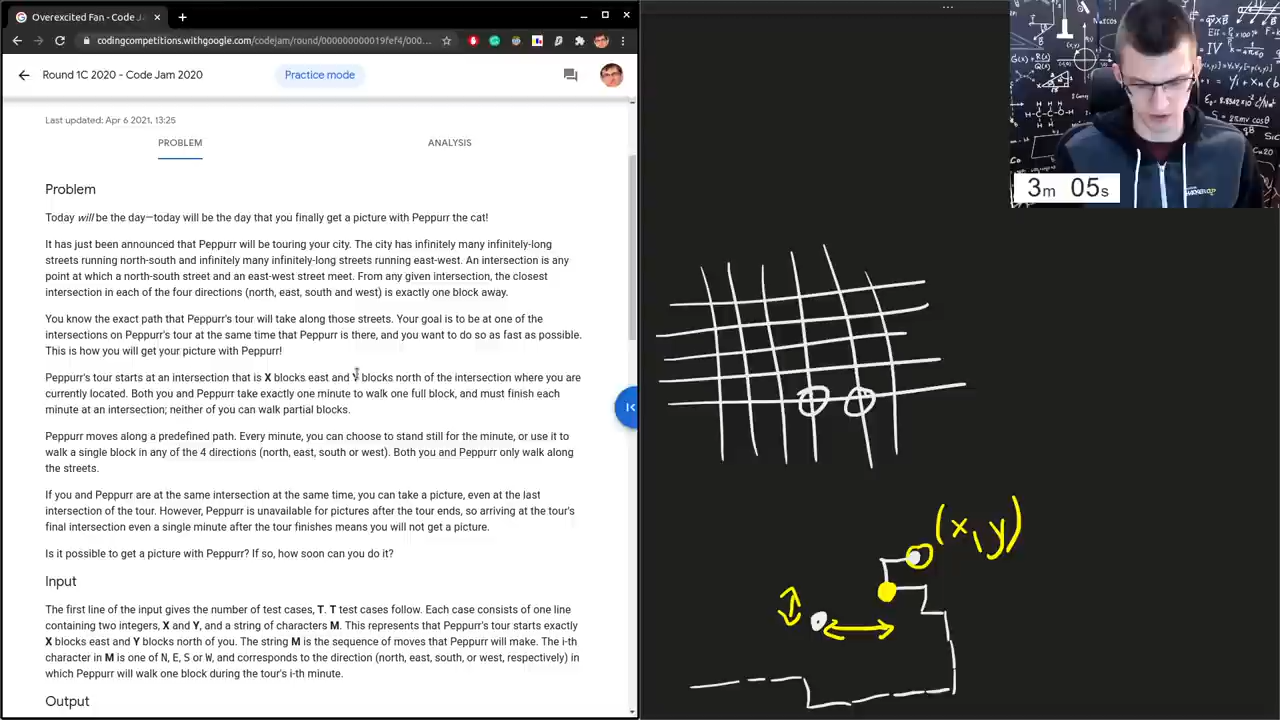 Overexcited Fan - Code J
codingcompetitions.withgoogle.com/codejam/round/000000000019fef4/000...
Round 1C 2020 - Code Jam 2020
Practice mode
Last updated: Apr 6 2021, 13:25
PROBLEM
ANALYSIS
Problem
Today will be the day—today will be the day that you finally get a picture with Peppurr the cat!
It has just been announced that Peppurr will be touring your city. The city has infinitely many infinitely-long
streets running north-south and infinitely many infinitely-long streets running east-west. An intersection is any
point at which a north-south street and an east-west street meet. From any given intersection, the closest
intersection in each of the four directions (north, east, south and west) is exactly one block away.
You know the exact path that Peppurr's tour will take along those streets. Your goal is to be at one of the
intersections on Peppurr's tour at the same time that Peppurr is there, and you want to do so as fast as possible.
This is how you will get your picture with Peppurr!
Peppurr's tour starts at an intersection that is X blocks east and Y blocks north of the intersection where you are
currently located. Both you and Peppurr take exactly one minute to walk one full block, and must finish each
minute at an intersection; neither of you can walk partial blocks.
Peppurr moves along a predefined path. Every minute, you can choose to stand still for the minute, or use it to
walk a single block in any of the 4 directions (north, east, south or west). Both you and Peppurr only walk along
the streets.
If you and Peppurr are at the same intersection at the same time, you can take a picture, even at the last
intersection of the tour. However, Peppurr is unavailable for pictures after the tour ends, so arriving at the tour's
final intersection even a single minute after the tour finishes means you will not get a picture.
Is it possible to get a picture with Peppurr? If so, how soon can you do it?
Input
The first line of the input gives the number of test cases, T. T test cases follow. Each case consists of one line
containing two integers, X and Y, and a string of characters M. This represents that Peppurr's tour starts exactly
X blocks east and Y blocks north of you. The string M is the sequence of moves that Peppurr will make. The i-th
character in M is one of N, E, S or W, and corresponds to the direction (north, east, south, or west, respectively) in
which Peppurr will walk one block during the tour's i-th minute.
Output
(x,y)
3m 05s